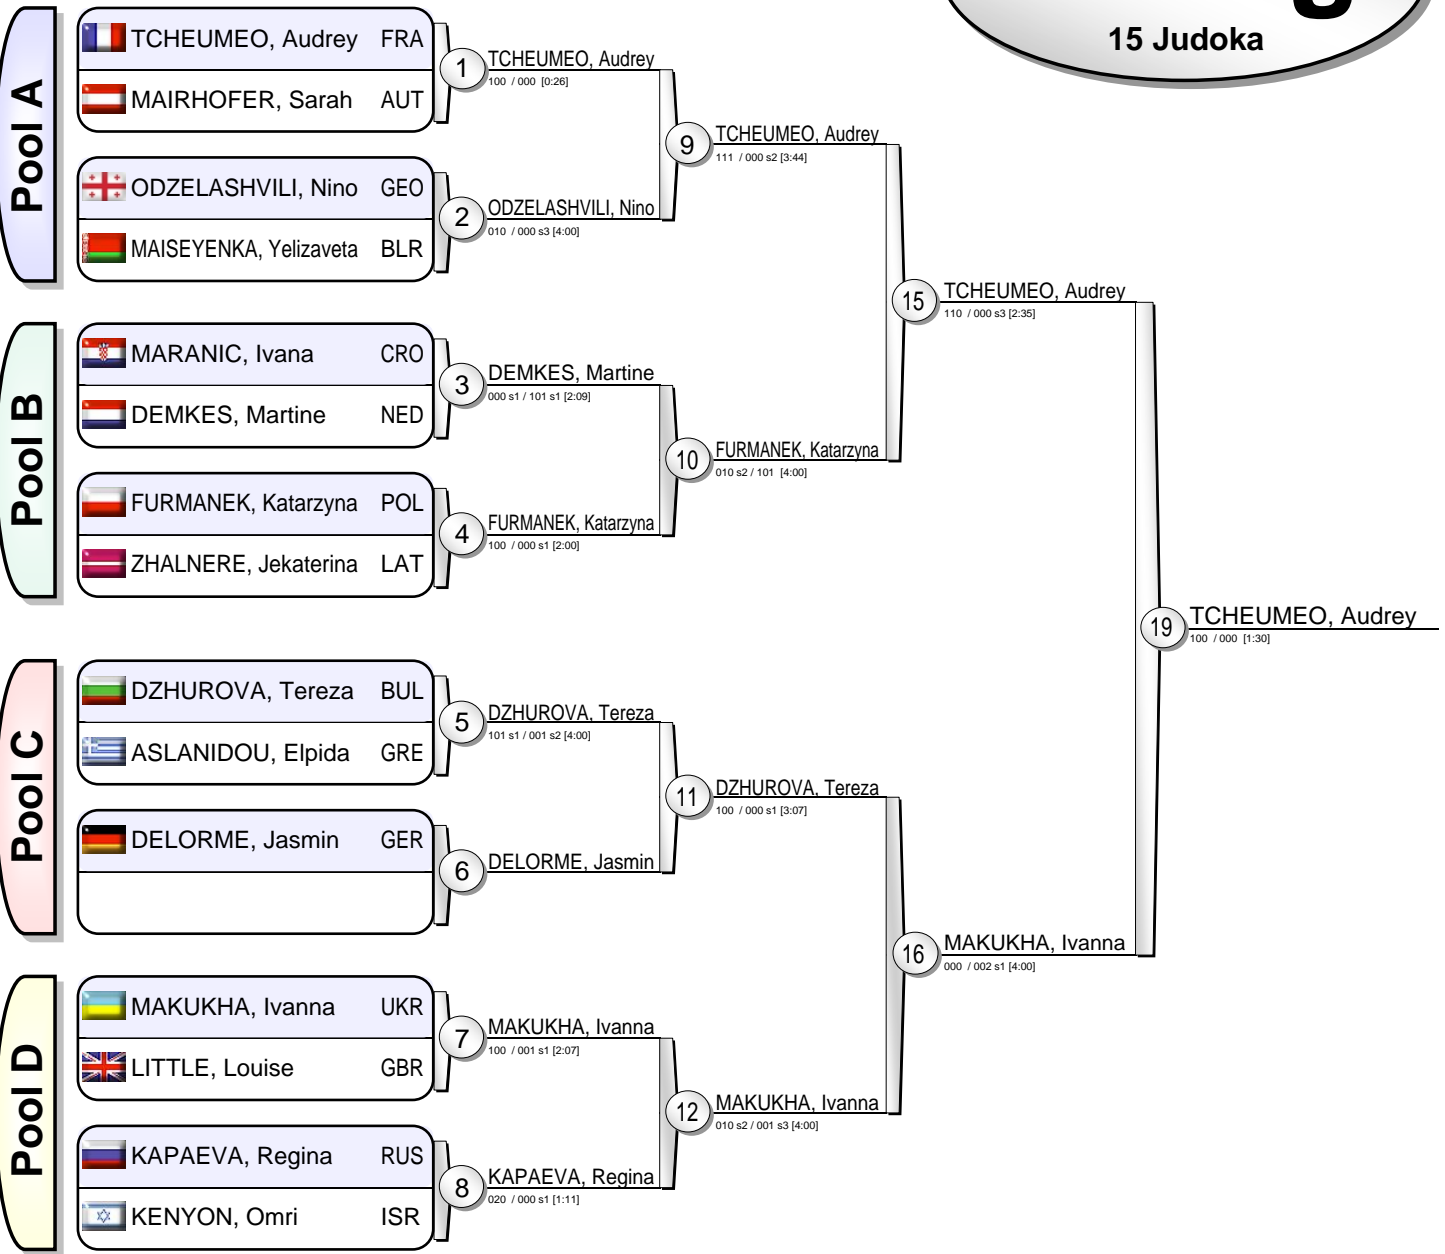 15 Judoka
Pool A
TCHEUMEO, Audrey FRA
MAIRHOFER, Sarah AUT
ODZELASHVILI, Nino GEO
MAISEYENKA, Yelizaveta BLR
1
TCHEUMEO, Audrey
100 / 000 [0:26]
2
ODZELASHVILI, Nino
010 / 000 s3 [4:00]
9
TCHEUMEO, Audrey
111 / 000 s2 [3:44]
Pool B
MARANIC, Ivana CRO
DEMKES, Martine NED
FURMANEK, Katarzyna POL
ZHALNERE, Jekaterina LAT
3
DEMKES, Martine
000 s1 / 101 s1 [2:09]
4
FURMANEK, Katarzyna
100 / 000 s1 [2:00]
10
FURMANEK, Katarzyna
010 s2 / 101 [4:00]
15
TCHEUMEO, Audrey
110 / 000 s3 [2:35]
Pool C
DZHUROVA, Tereza BUL
ASLANIDOU, Elpida GRE
DELORME, Jasmin GER
5
DZHUROVA, Tereza
101 s1 / 001 s2 [4:00]
6
DELORME, Jasmin
11
DZHUROVA, Tereza
100 / 000 s1 [3:07]
Pool D
MAKUKHA, Ivanna UKR
LITTLE, Louise GBR
KAPAEVA, Regina RUS
KENYON, Omri ISR
7
MAKUKHA, Ivanna
100 / 001 s1 [2:07]
8
KAPAEVA, Regina
020 / 000 s1 [1:11]
12
MAKUKHA, Ivanna
010 s2 / 001 s3 [4:00]
16
MAKUKHA, Ivanna
000 / 002 s1 [4:00]
19
TCHEUMEO, Audrey
100 / 000 [1:30]